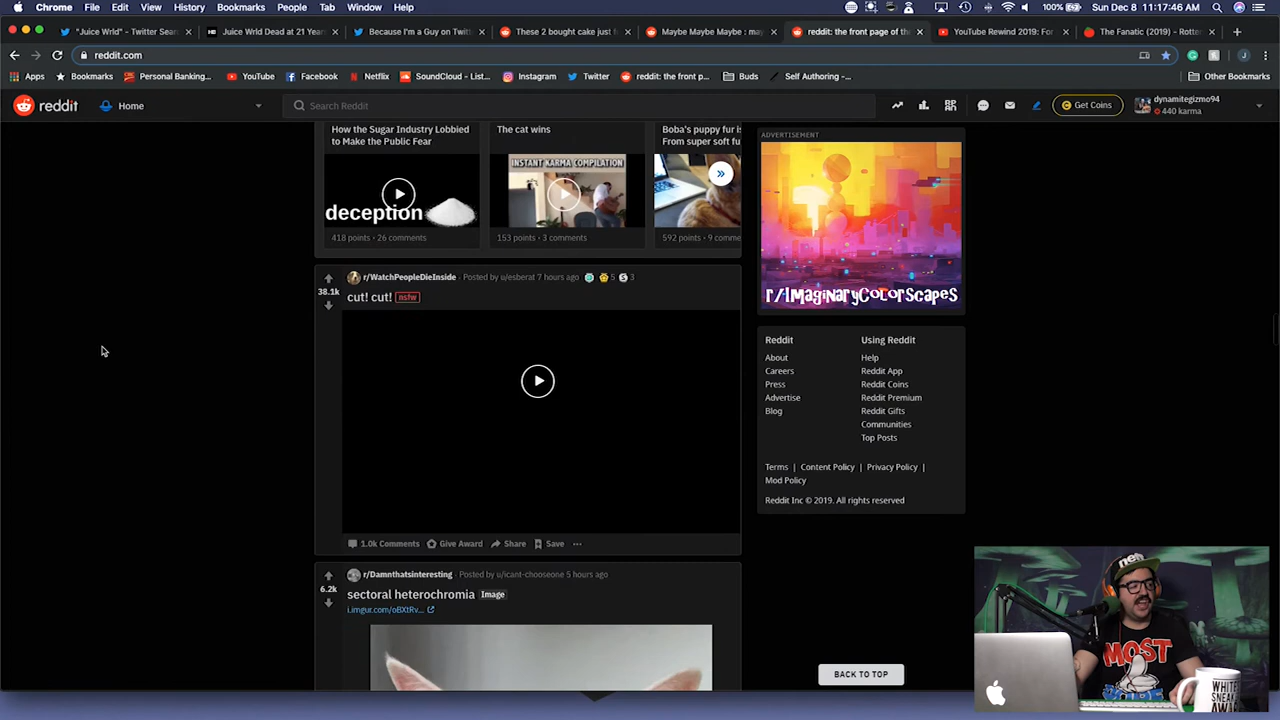 Chrome File Edit View History Bookmarks People Tab Window Help 100% Sun Dec 8 11:17:46 AM
"Juice Wrld" - Twitter Sear Juice Wrld Dead at 21 Year Because I'm a Guy on Twitt These 2 bought cake just f Maybe Maybe Maybe : may reddit: the front page of th YouTube Rewind 2019: For The Fanatic (2019) - Rotter
reddit.com
Apps Bookmarks Personal Banking... YouTube Facebook Netflix SoundCloud - List... Instagram Twitter reddit: the front p... Buds Self Authoring -... Other Bookmarks
reddit Home Search Reddit Get Coins dynamitegizmo94
440 karma
How the Sugar Industry Lobbied
to Make the Public Fear
The cat wins
Boba's puppy fur is
From super soft fu
deception
INSTANT KARMA COMPILATION
418 points • 26 comments
153 points • 3 comments
592 points • 9 comme
ADVERTISEMENT
r/ImaginaryColorscapes
38.1k
r/WatchPeopleDieInside Posted by u/esberat 7 hours ago 5 3
cut! cut! nsfw
1.0k Comments Give Award Share Save
6.2k
r/Damnthatsinteresting Posted by u/icant-chooseone 5 hours ago
sectoral heterochromia Image
i.imgur.com/oBXtRv...
Reddit Using Reddit
About Help
Careers Reddit App
Press Reddit Coins
Advertise Reddit Premium
Blog Reddit Gifts
Communities
Top Posts
Terms | Content Policy | Privacy Policy |
Mod Policy
Reddit Inc © 2019. All rights reserved
BACK TO TOP
MOST
WHITE
SNEA
AWA